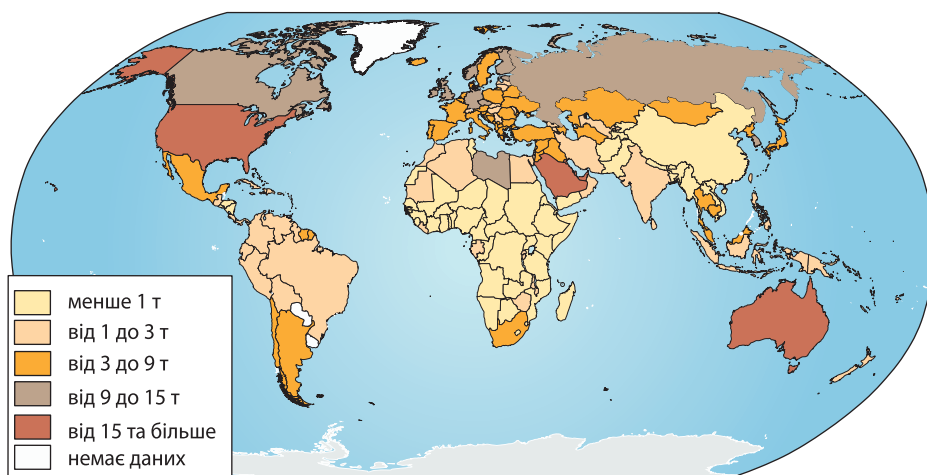 менше 1 т
від 1 до 3 т
від 3 до 9 т
від 9 до 15 т
від 15 та більше
немає даних